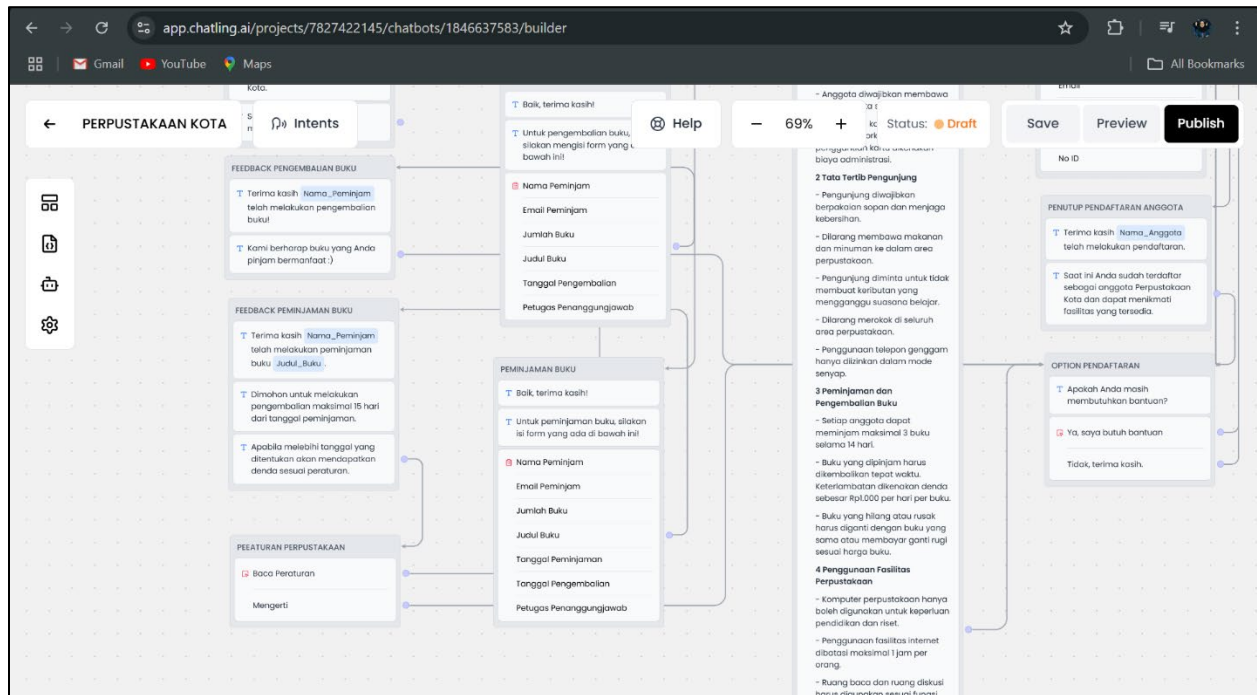 app.chatling.ai/projects/7827422145/chatbots/1846637583/builder
Gmail
YouTube
Maps
All Bookmarks
PERPUSTAKAAN KOTA
Intents
Help
69%
Status:
Draft
Save
Preview
Publish
Kota.
FEEDBACK PENGEMBALIAN BUKU
Terima kasih Nama_Peminjam
telah melakukan pengembalian
buku!
Kami berharap buku yang Anda
pinjam bermanfaat :)
FEEDBACK PEMINJAMAN BUKU
Terima kasih Nama_Peminjam
telah melakukan peminjaman
buku Judul_Buku .
Dimohon untuk melakukan
pengembalian maksimal 15 hari
dari tanggal peminjaman.
Apabila melebihi tanggal yang
ditentukan akan mendapatkan
denda sesuai peraturan.
PEEATURAN PERPUSTAKAAN
Baca Peraturan
Mengerti
Baik, terima kasih!
Untuk pengembalian buku,
silakan mengisi form yang
bawah ini!
Nama Peminjam
Email Peminjam
Jumlah Buku
Judul Buku
Tanggal Pengembalian
Petugas Penanggungjawab
PEMINJAMAN BUKU
Baik, terima kasih!
Untuk peminjaman buku, silakan
isi form yang ada di bawah ini!
Nama Peminjam
Email Peminjam
Jumlah Buku
Judul Buku
Tanggal Peminjaman
Tanggal Pengembalian
Petugas Penanggungjawab
- Anggota diwajibkan membawa
penggantian kartu dikenakan
biaya administrasi.
2 Tata Tertib Pengunjung
- Pengunjung diwajibkan
berpakaian sopan dan menjaga
kebersihan.
- Dilarang membawa makanan
dan minuman ke dalam area
perpustakaan.
- Pengunjung diminta untuk tidak
membuat keributan yang
mengganggu suasana belajar.
- Dilarang merokok di seluruh
area perpustakaan.
- Penggunaan telepon genggam
hanya diizinkan dalam mode
senyap.
3 Peminjaman dan
Pengembalian Buku
- Setiap anggota dapat
meminjam maksimal 3 buku
selama 14 hari.
- Buku yang dipinjam harus
dikembalikan tepat waktu.
Keterlambatan dikenakan denda
sebesar Rp1.000 per hari per buku.
- Buku yang hilang atau rusak
harus diganti dengan buku yang
sama atau membayar ganti rugi
sesuai harga buku.
4 Penggunaan Fasilitas
Perpustakaan
- Komputer perpustakaan hanya
boleh digunakan untuk keperluan
pendidikan dan riset.
- Penggunaan fasilitas internet
dibatasi maksimal 1 jam per
orang.
- Ruang baca dan ruang diskusi
harus digunakan sesuai fungsi
Email
No ID
PENUTUP PENDAFTARAN ANGGOTA
Terima kasih Nama_Anggota
telah melakukan pendaftaran.
Saat ini Anda sudah terdaftar
sebagai anggota Perpustakaan
Kota dan dapat menikmati
fasilitas yang tersedia.
OPTION PENDAFTARAN
Apakah Anda masih
membutuhkan bantuan?
Ya, saya butuh bantuan
Tidak, terima kasih.